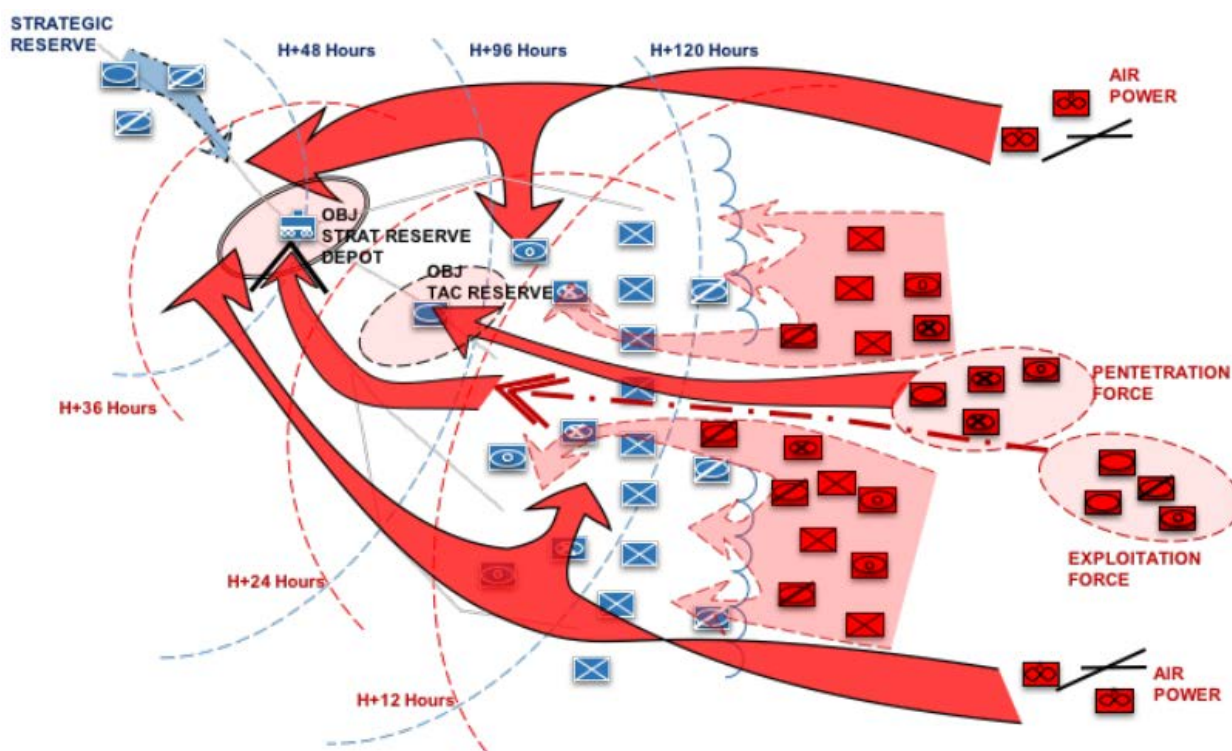 STRATEGIC
RESERVE
H+48 Hours
H+96 Hours
H+120 Hours
AIR
POWER
OBJ
STRAT RESERVE
DEPOT
OBJ
TAC RESERVE
PENTETRATION
FORCE
H+36 Hours
EXPLOITATION
FORCE
H+24 Hours
H+12 Hours
AIR
POWER